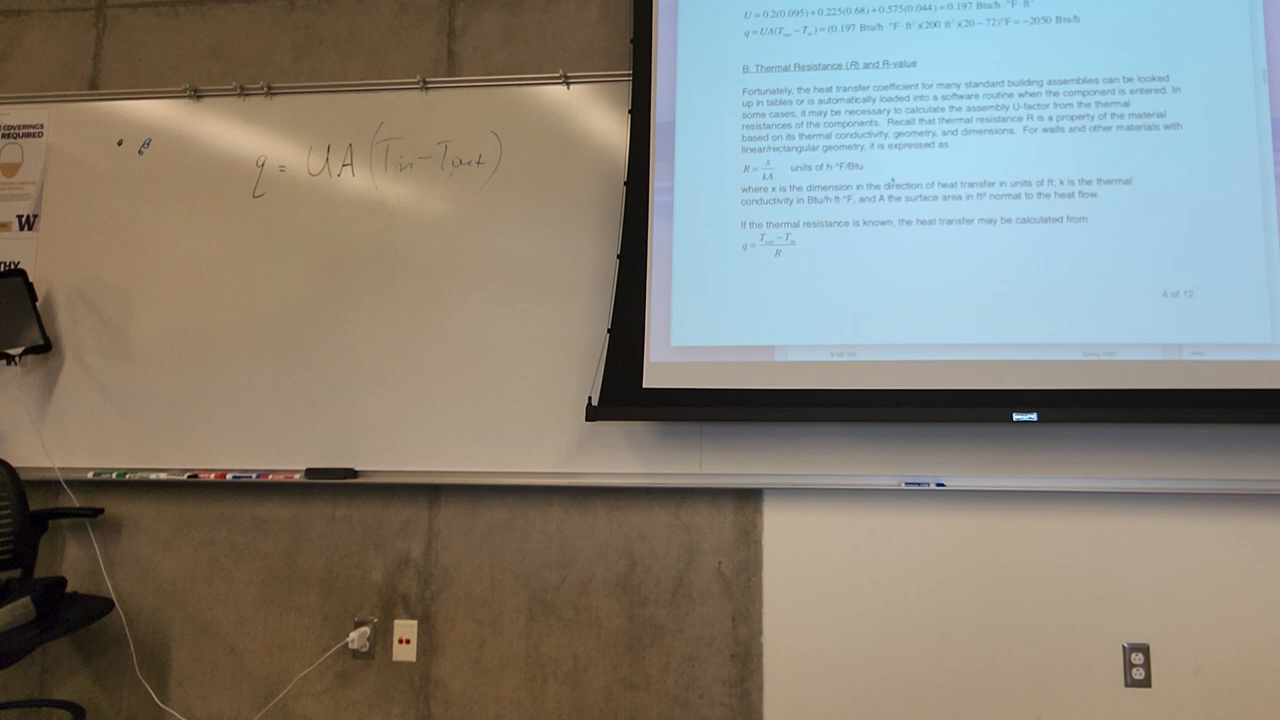 COVERINGS
REQUIRED
W
THY
q = UA(Tin-Tout)
U = 0.2(0.095)+0.225(0.68)+0.575(0.044) = 0.197 Btu/h·°F·ft²
q = UA(Tout − Tin) = (0.197 Btu/h·°F·ft²)(200 ft²)(20−72)°F = −2050 Btu/h
B. Thermal Resistance (R) and R-value
Fortunately, the heat transfer coefficient for many standard building assemblies can be looked
up in tables or is automatically loaded into a software routine when the component is entered. In
some cases, it may be necessary to calculate the assembly U-factor from the thermal
resistances of the components. Recall that thermal resistance R is a property of the material
based on its thermal conductivity, geometry, and dimensions. For walls and other materials with
linear/rectangular geometry, it is expressed as
R = x/kA units of h·°F/Btu
where x is the dimension in the direction of heat transfer in units of ft; k is the thermal
conductivity in Btu/h·ft·°F, and A the surface area in ft² normal to the heat flow.
If the thermal resistance is known, the heat transfer may be calculated from
q = (Tout − Tin)/R
4 of 12